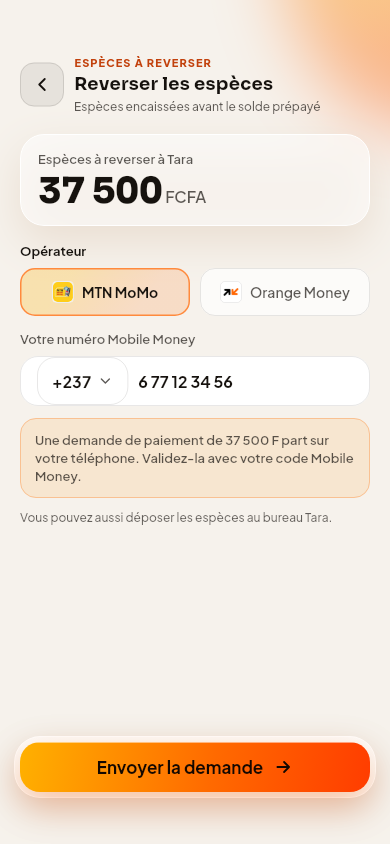 ESPÈCES À REVERSER
Reverser les espèces
Espèces encaissées avant le solde prépayé
Espèces à reverser à Tara
37 500 FCFA
Opérateur
MTN MoMo
Orange Money
Votre numéro Mobile Money
+237
6 77 12 34 56
Une demande de paiement de 37 500 F part sur
votre téléphone. Validez-la avec votre code Mobile
Money.
Vous pouvez aussi déposer les espèces au bureau Tara.
Envoyer la demande